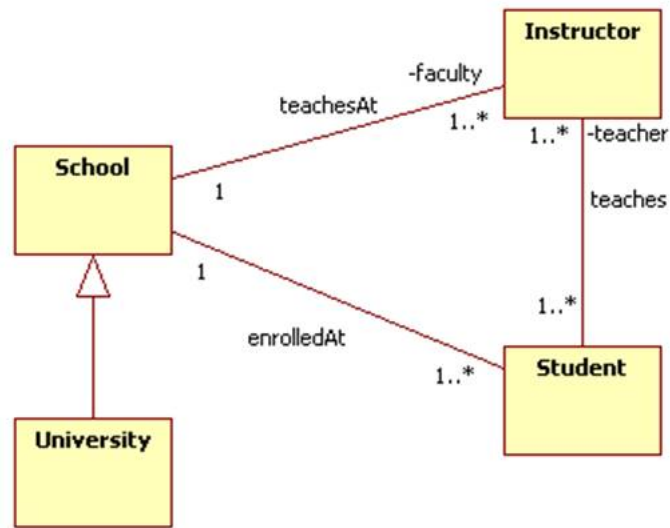 Instructor
-faculty
teachesAt
1..*
1..*
-teacher
School
1
teaches
1
1..*
enrolledAt
1..*
Student
University